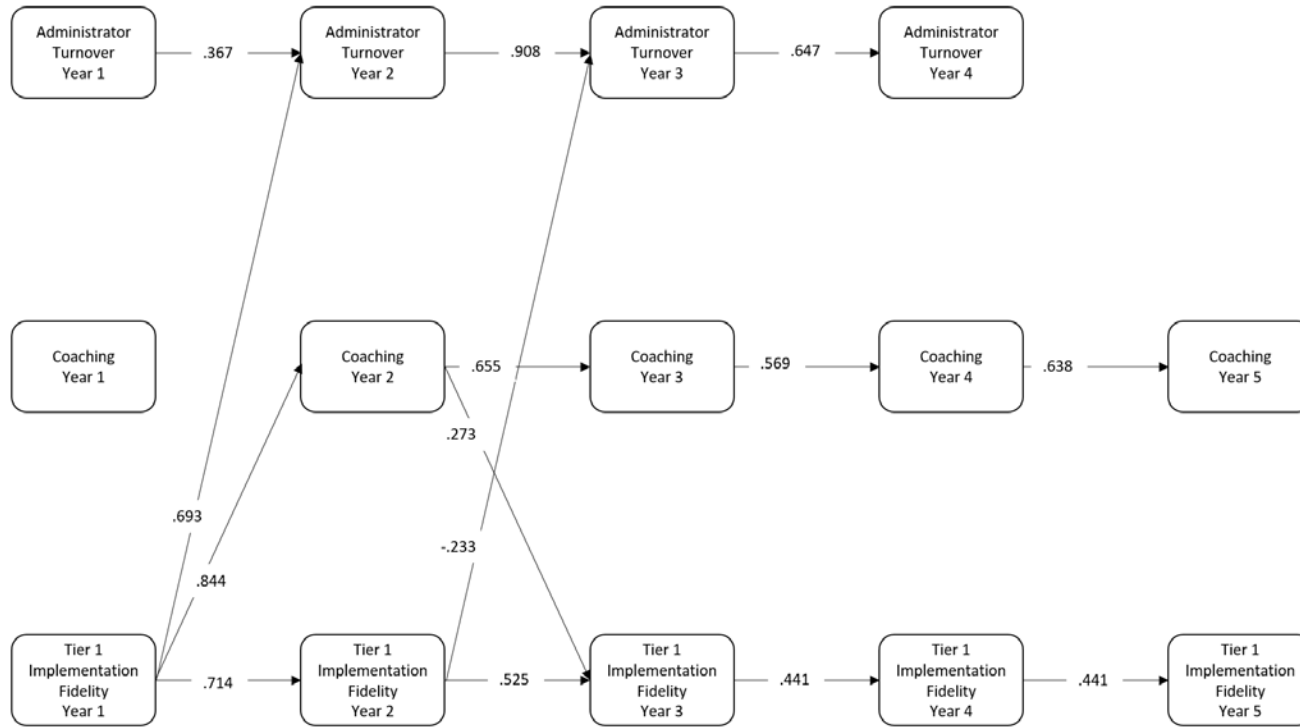 Administrator
Turnover
Year 1
.367
Administrator
Turnover
Year 2
.908
Administrator
Turnover
Year 3
.647
Administrator
Turnover
Year 4
Coaching
Year 1
Coaching
Year 2
.655
Coaching
Year 3
.569
Coaching
Year 4
.638
Coaching
Year 5
.273
.693
-.233
.844
Tier 1
Implementation
Fidelity
Year 1
.714
Tier 1
Implementation
Fidelity
Year 2
.525
Tier 1
Implementation
Fidelity
Year 3
.441
Tier 1
Implementation
Fidelity
Year 4
.441
Tier 1
Implementation
Fidelity
Year 5